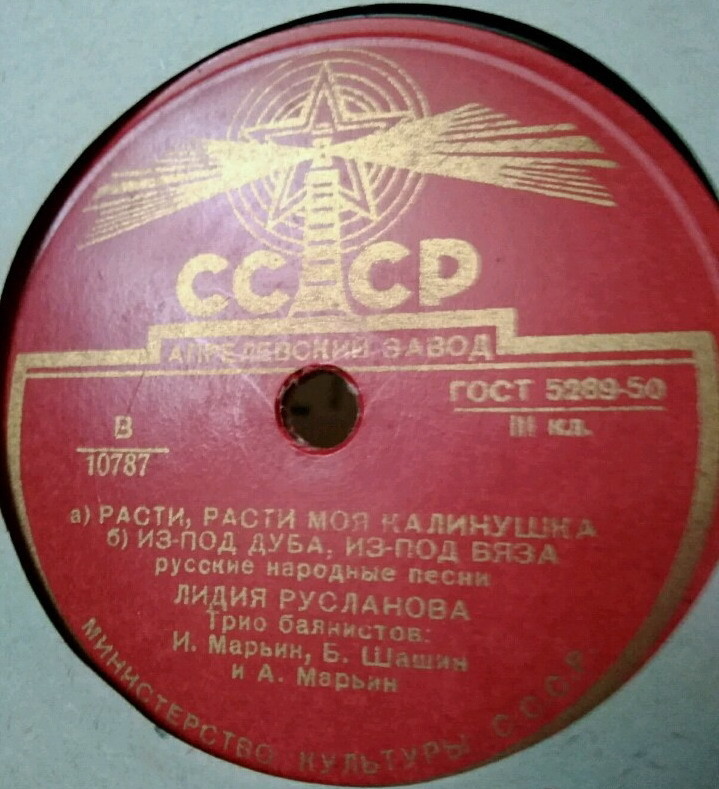 СССР
АПРЕЛЕВСКИЙ ЗАВОД
ГОСТ 5289-50
III кл.
В
10787
а) РАСТИ, РАСТИ МОЯ КАЛИНУШКА
б) ИЗ-ПОД ДУБА, ИЗ-ПОД ВЯЗА
русские народные песни
ЛИДИЯ РУСЛАНОВА
Трио баянистов:
И. Марьин, Б. Шашин
и А. Марьин
МИНИСТЕРСТВО КУЛЬТУРЫ С.С.С.Р.